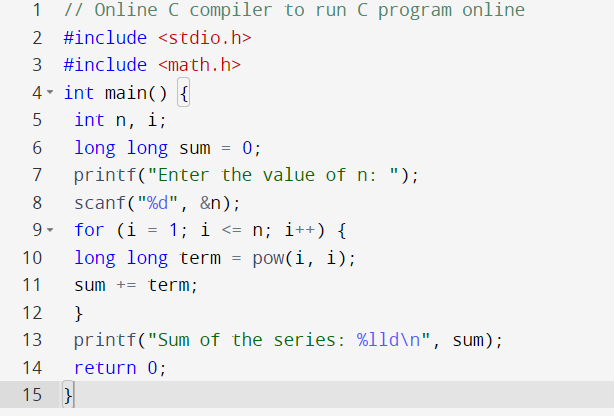 1 // Online C compiler to run C program online
2 #include <stdio.h>
3 #include <math.h>
4 int main() {
5 int n, i;
6 long long sum = 0;
7 printf("Enter the value of n: ");
8 scanf("%d", &n);
9 for (i = 1; i <= n; i++) {
10 long long term = pow(i, i);
11 sum += term;
12 }
13 printf("Sum of the series: %lld\n", sum);
14 return 0;
15 }